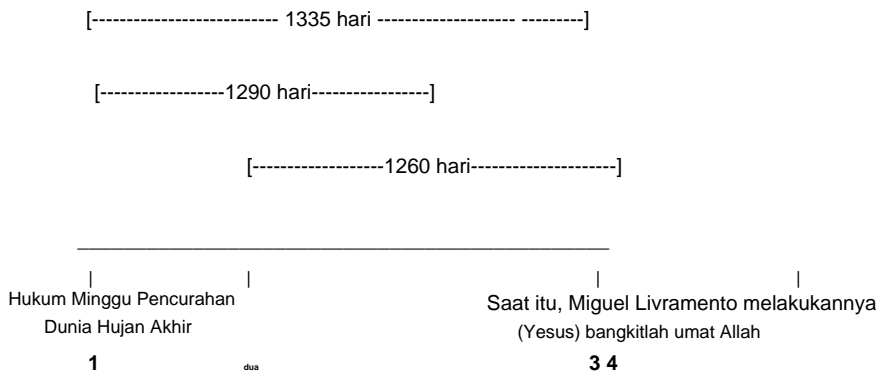 [--------------------------- 1335 hari -------------------- ---------]
[------------------1290 hari-----------------]
[-------------------1260 hari---------------------]
________________________________________________
| | | |
Hukum Minggu Pencurahan Saat itu, Miguel Livramento melakukannya
Dunia Hujan Akhir (Yesus) bangkitlah umat Allah
1 dua 3 4